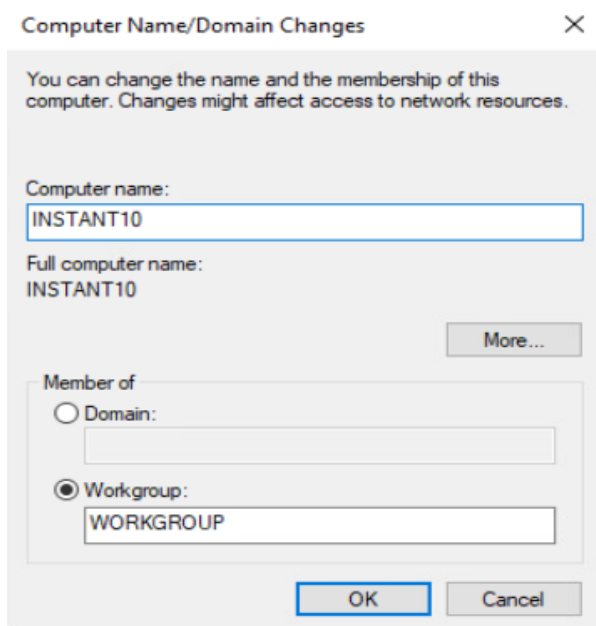 Computer Name/Domain Changes
You can change the name and the membership of this
computer. Changes might affect access to network resources.
Computer name:
INSTANT10
Full computer name:
INSTANT10
More...
Member of
Domain:
Workgroup:
WORKGROUP
OK
Cancel